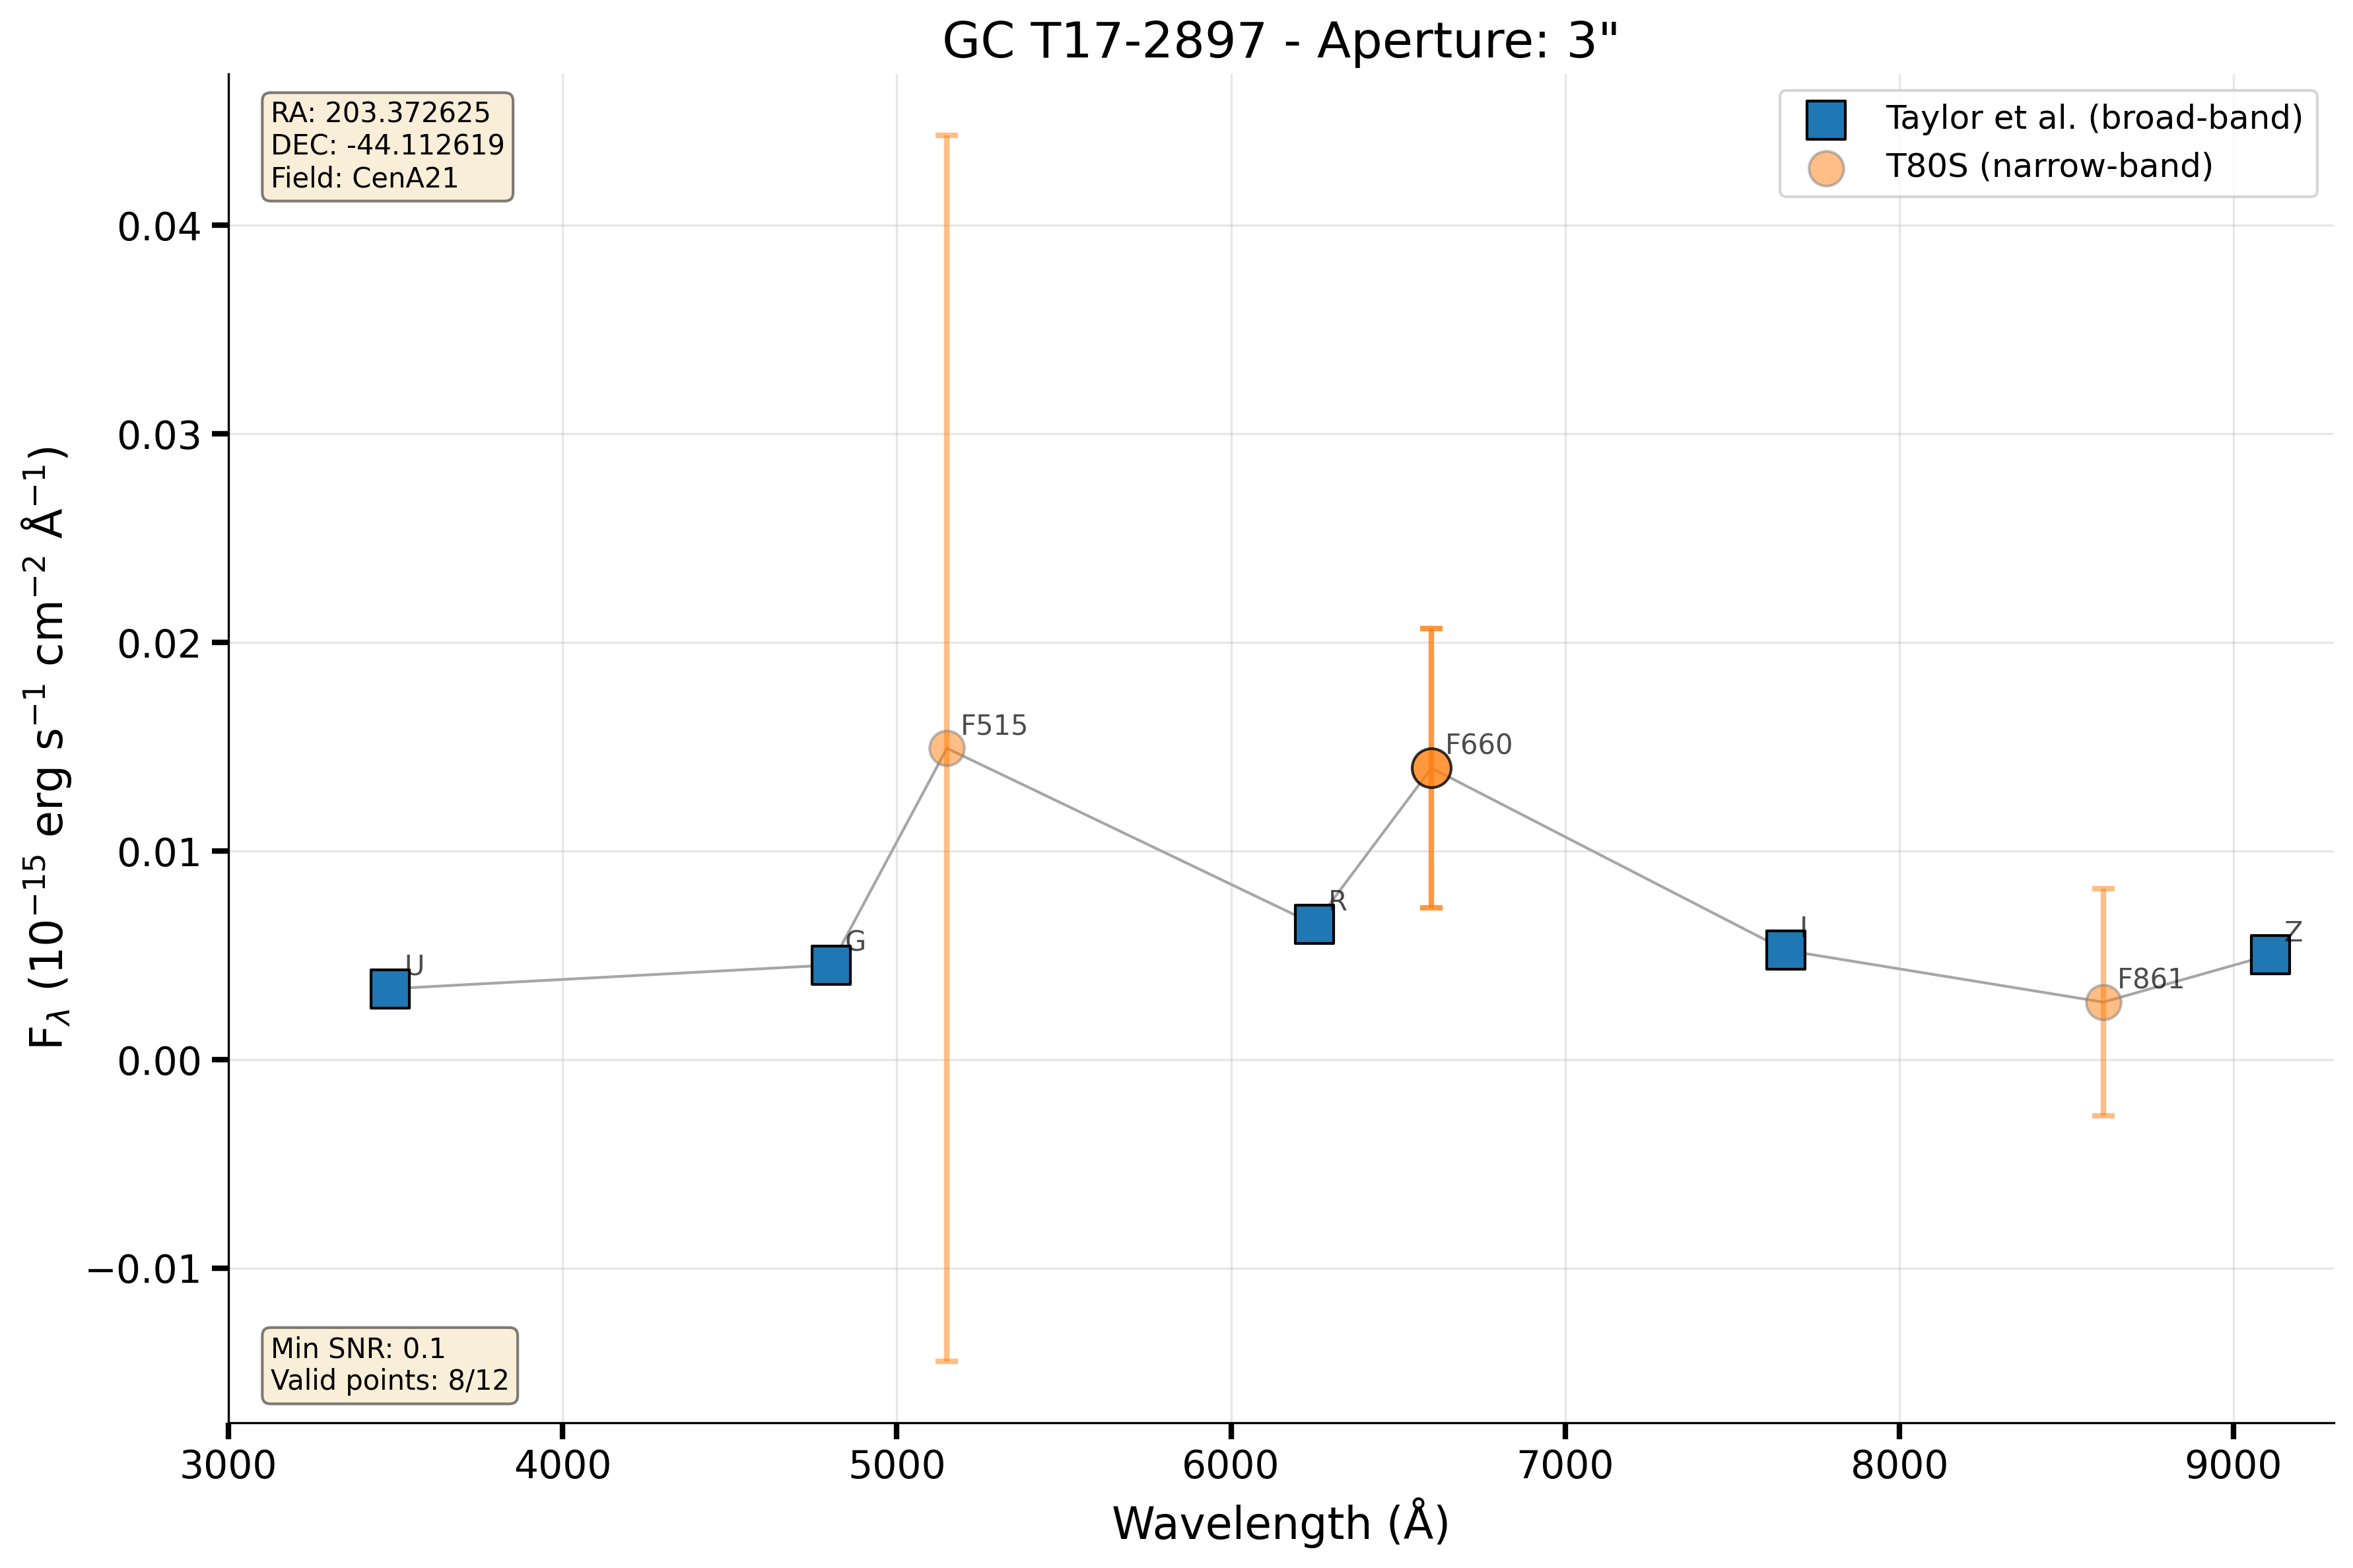 GC T17-2897 - Aperture: 3"
RA: 203.372625
DEC: -44.112619
Field: CenA21
Taylor et al. (broad-band)
T80S (narrow-band)
0.04
0.03
0.02
0.01
0.00
−0.01
F_λ (10⁻¹⁵ erg s⁻¹ cm⁻² Å⁻¹)
U
G
F515
R
F660
I
F861
Z
Min SNR: 0.1
Valid points: 8/12
3000 4000 5000 6000 7000 8000 9000
Wavelength (Å)